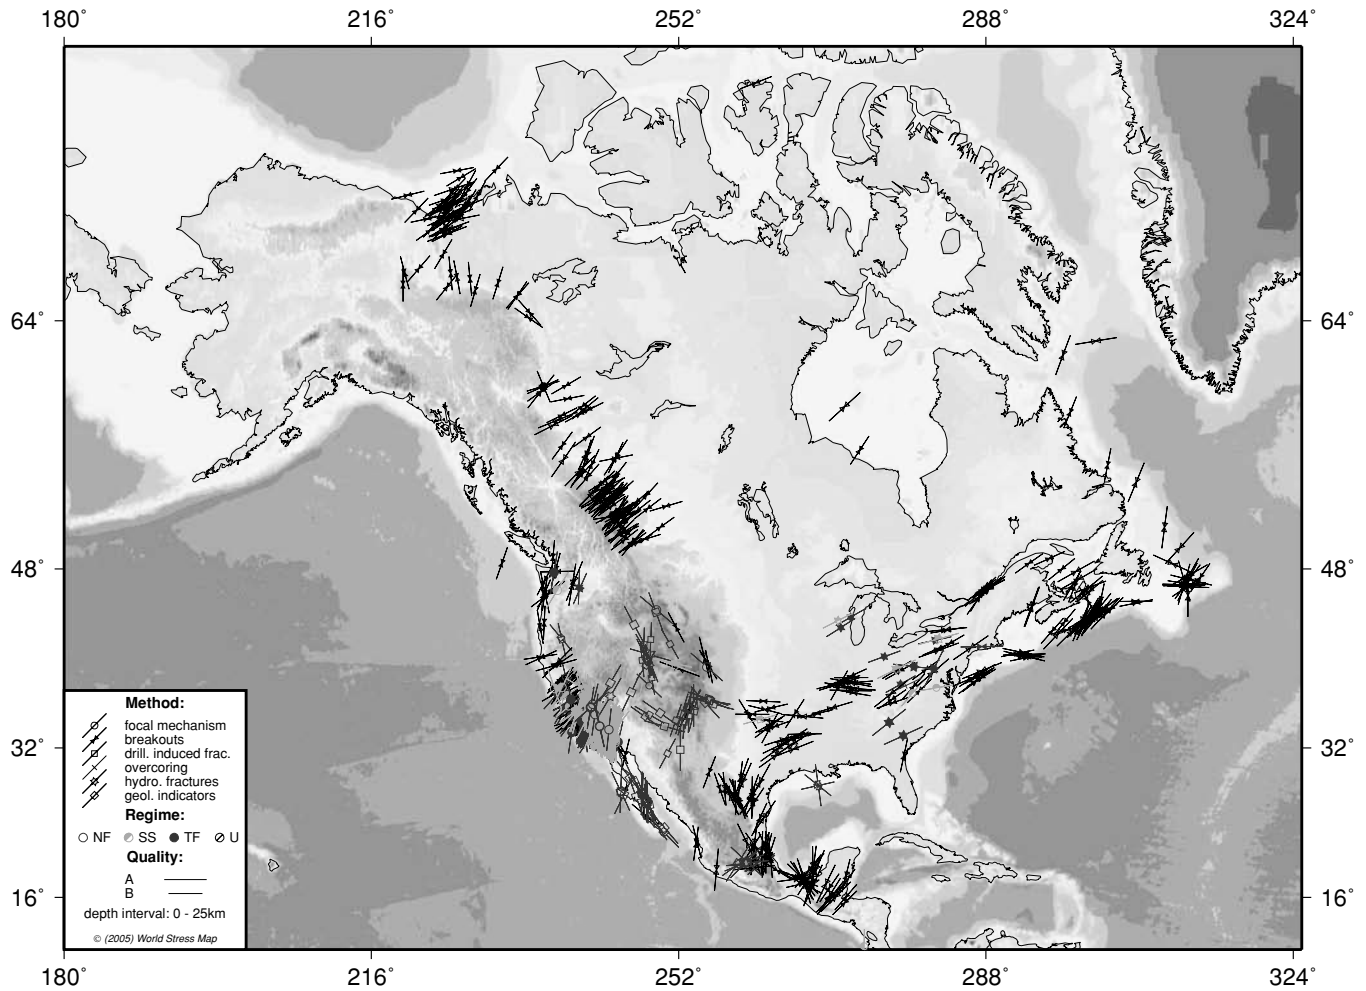 180° 216° 252° 288° 324°
64° 64°
48° 48°
32° 32°
16° 16°
Method:
focal mechanism
breakouts
drill. induced frac.
overcoring
hydro. fractures
geol. indicators
Regime:
NF SS TF U
Quality:
A
B
depth interval: 0 - 25km
© (2005) World Stress Map
180° 216° 252° 288° 324°